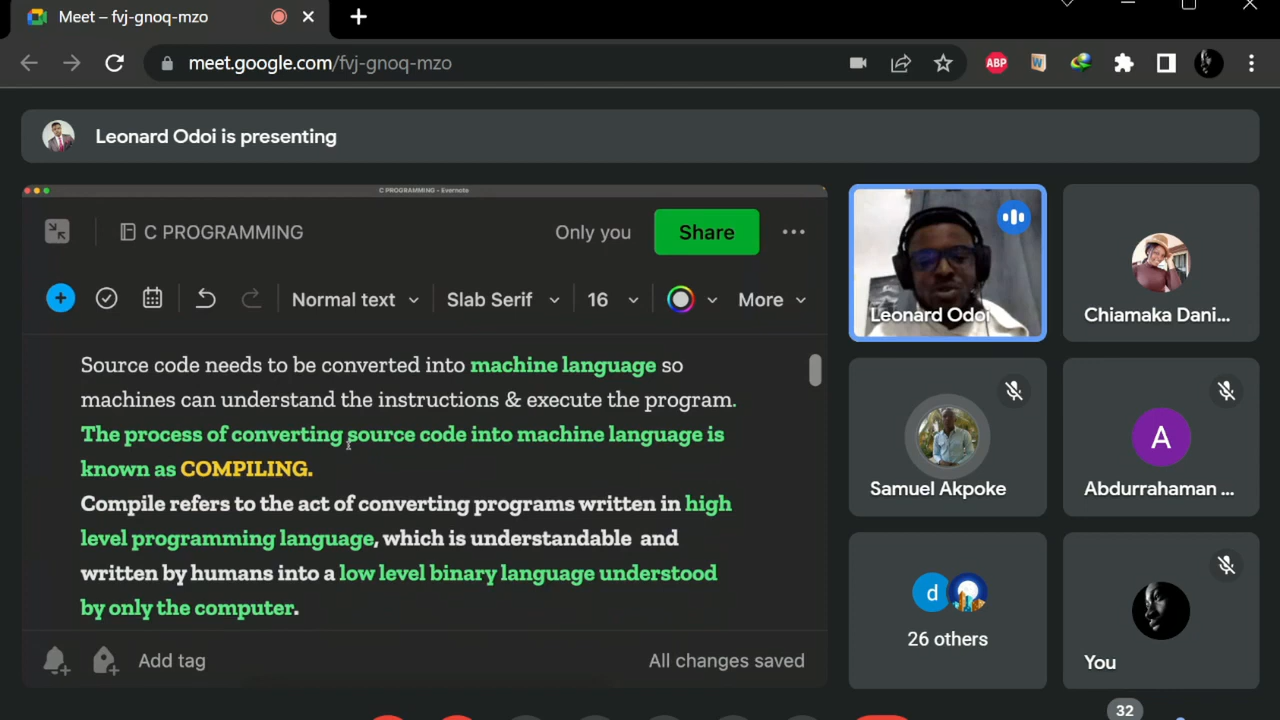 Meet – fvj-gnoq-mzo
meet.google.com/fvj-gnoq-mzo
ABP
Leonard Odoi is presenting
C PROGRAMMING - Evernote
C PROGRAMMING
Only you
Share
Normal text
Slab Serif
16
More
Source code needs to be converted into machine language so
machines can understand the instructions & execute the program.
The process of converting source code into machine language is
known as COMPILING.
Compile refers to the act of converting programs written in high
level programming language, which is understandable and
written by humans into a low level binary language understood
by only the computer.
Add tag
All changes saved
Leonard Odoi
Chiamaka Dani...
Samuel Akpoke
A
Abdurrahaman ...
d
26 others
You
32